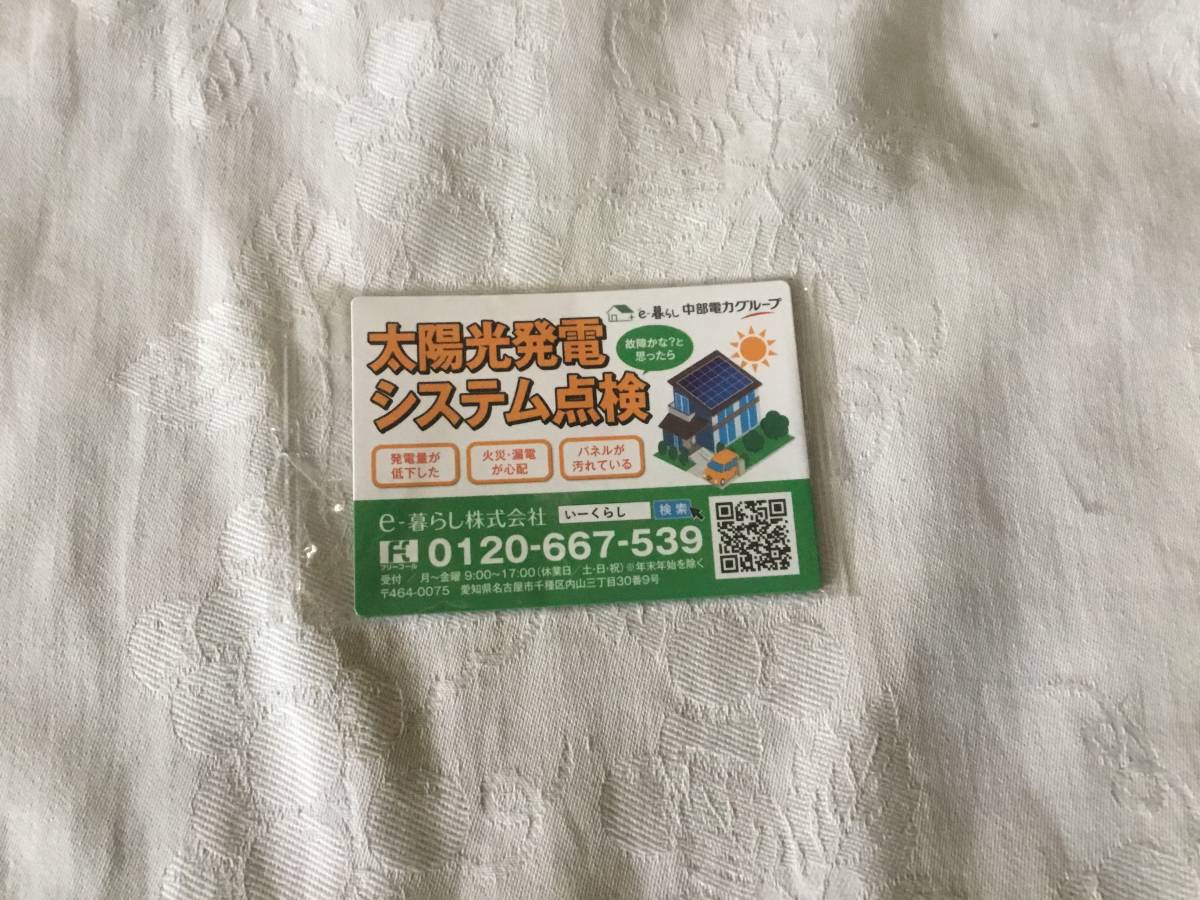 e-暮らし 中部電力グループ
太陽光発電
システム点検
故障かな?と
思ったら
発電量が
低下した
火災・漏電
が心配
パネルが
汚れている
e-暮らし株式会社 いーくらし 検索
フリーコール 0120-667-539
受付／月～金曜 9:00～17:00(休業日／土・日・祝)※年末年始を除く
〒464-0075 愛知県名古屋市千種区内山三丁目30番9号